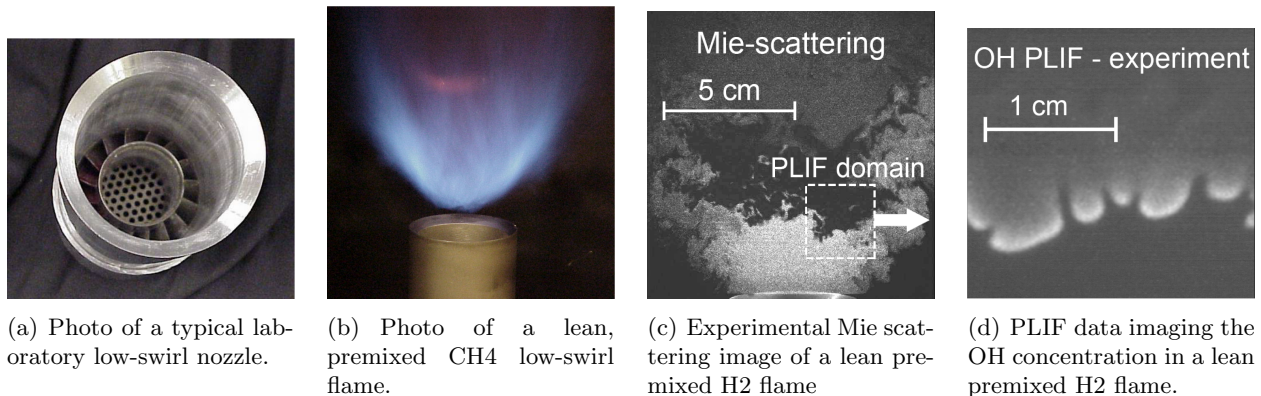 Mie-scattering
5 cm
PLIF domain
OH PLIF - experiment
1 cm
(a) Photo of a typical lab-
oratory low-swirl nozzle.
(b) Photo of a lean,
premixed CH4 low-swirl
flame.
(c) Experimental Mie scat-
tering image of a lean pre-
mixed H2 flame
(d) PLIF data imaging the
OH concentration in a lean
premixed H2 flame.